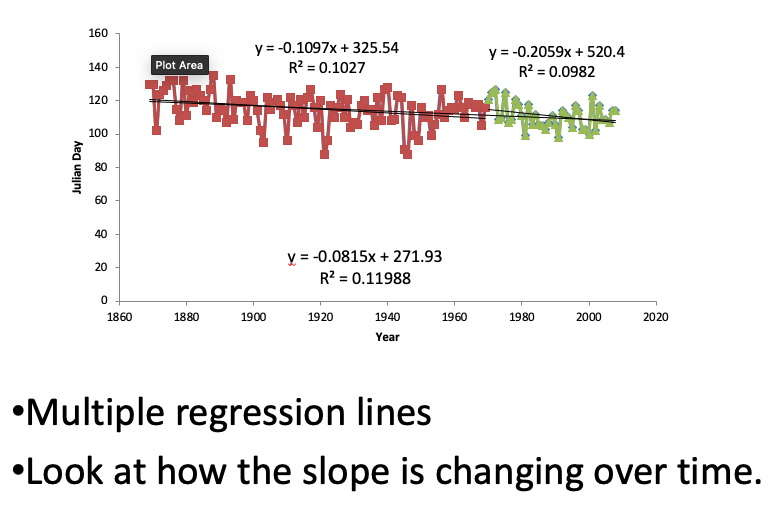 y = -0.1097x + 325.54
R² = 0.1027
y = -0.2059x + 520.4
R² = 0.0982
Plot Area
160
140
120
100
80
60
40
20
0
Julian Day
y = -0.0815x + 271.93
R² = 0.11988
1860 1880 1900 1920 1940 1960 1980 2000 2020
Year
•Multiple regression lines
•Look at how the slope is changing over time.